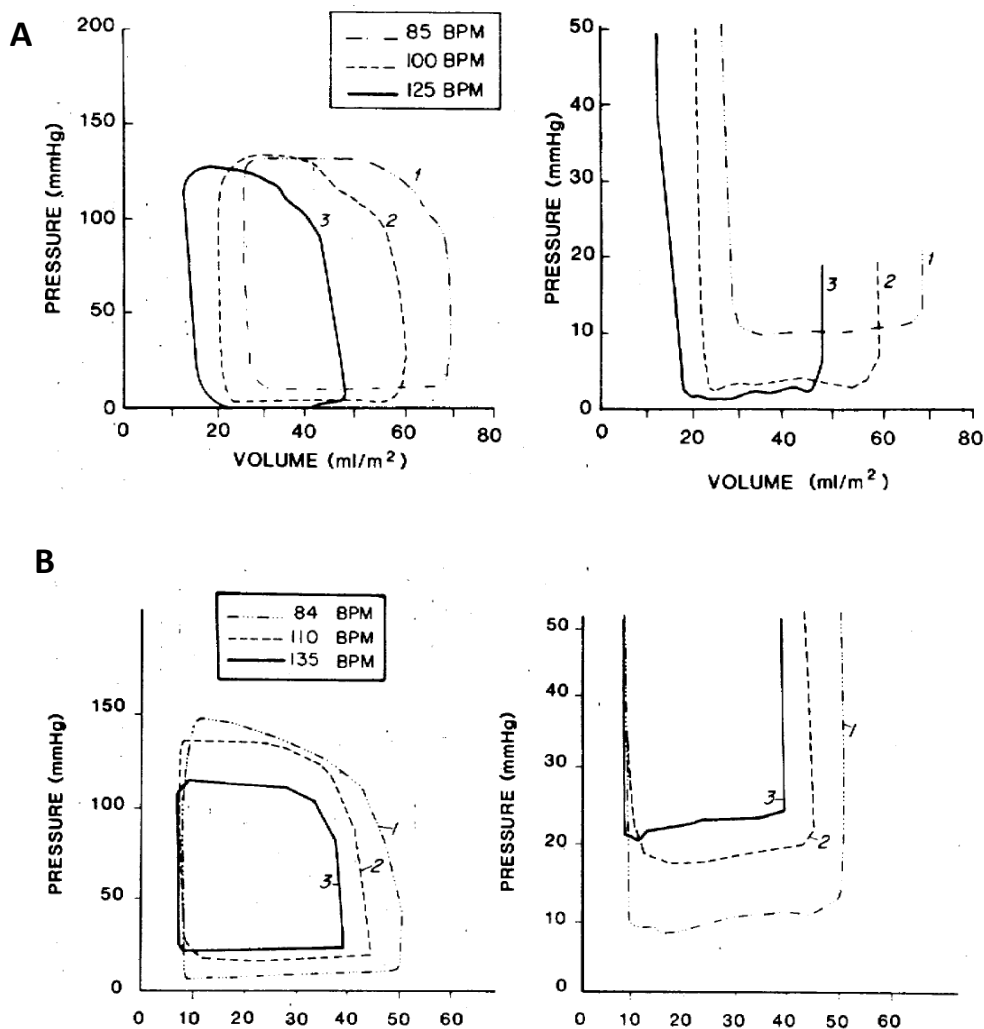 A
200
150
100
50
0
PRESSURE (mmHg)
85 BPM
100 BPM
125 BPM
1
2
3
0 20 40 60 80
VOLUME (ml/m²)
50
40
30
20
10
0
PRESSURE (mmHg)
3
2
1
0 20 40 60 80
VOLUME (ml/m²)
B
84 BPM
110 BPM
135 BPM
150
100
50
0
PRESSURE (mmHg)
1
2
3
0 10 20 30 40 50 60
50
40
30
20
10
0
PRESSURE (mmHg)
1
3
2
0 10 20 30 40 50 60